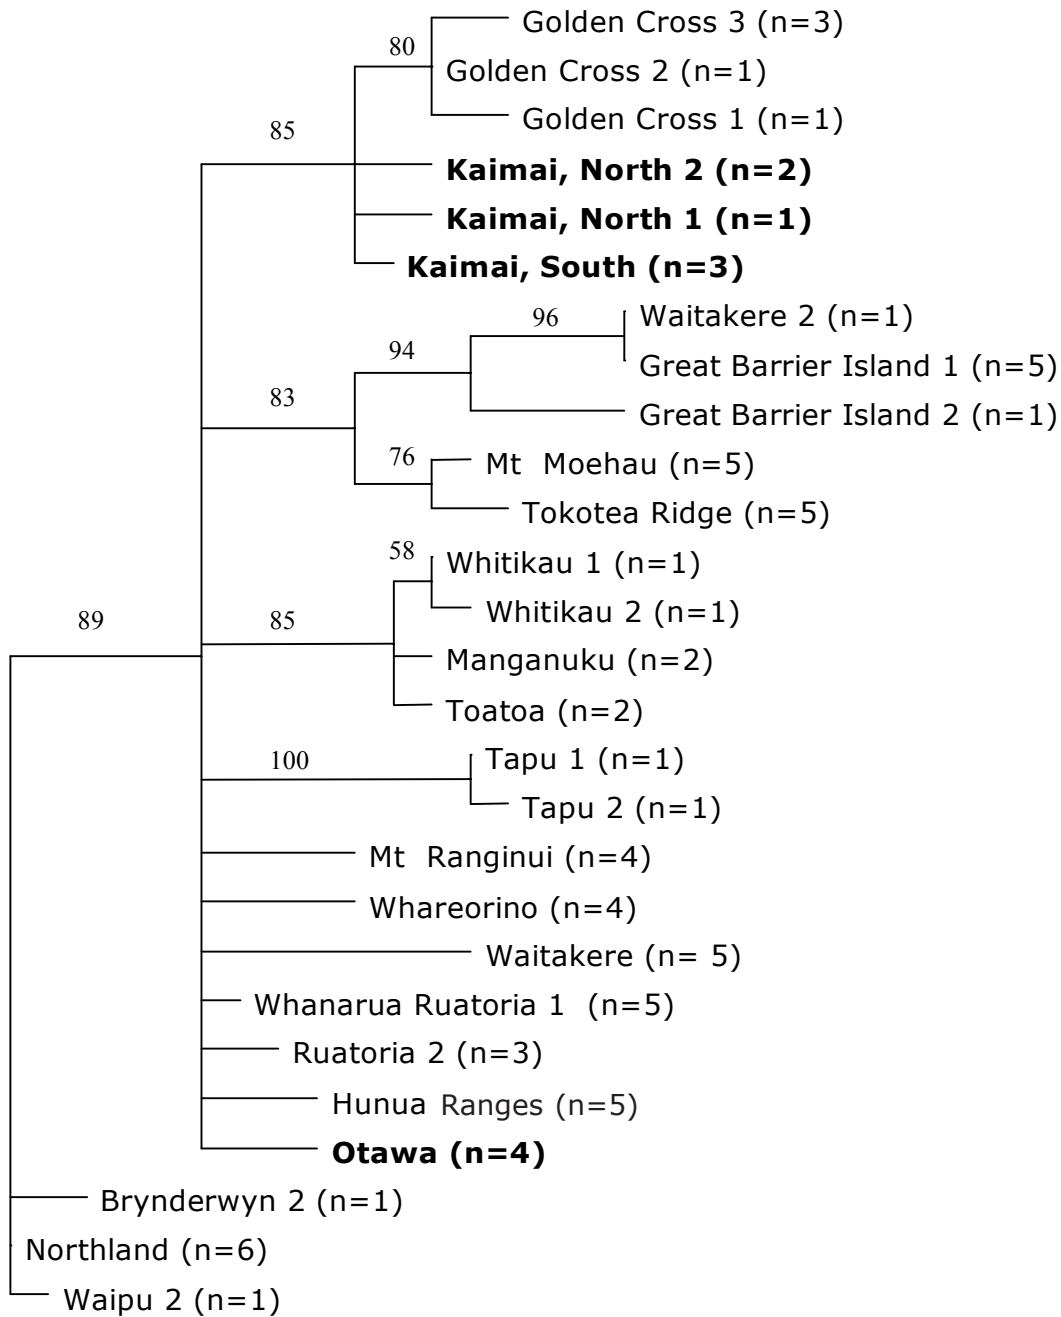 Golden Cross 3 (n=3)
80
Golden Cross 2 (n=1)
Golden Cross 1 (n=1)
85
Kaimai, North 2 (n=2)
Kaimai, North 1 (n=1)
Kaimai, South (n=3)
96
Waitakere 2 (n=1)
94
Great Barrier Island 1 (n=5)
83
Great Barrier Island 2 (n=1)
76
Mt Moehau (n=5)
Tokotea Ridge (n=5)
58
Whitikau 1 (n=1)
Whitikau 2 (n=1)
89
85
Manganuku (n=2)
Toatoa (n=2)
100
Tapu 1 (n=1)
Tapu 2 (n=1)
Mt Ranginui (n=4)
Whareorino (n=4)
Waitakere (n= 5)
Whanarua Ruatoria 1 (n=5)
Ruatoria 2 (n=3)
Hunua Ranges (n=5)
Otawa (n=4)
Brynderwyn 2 (n=1)
Northland (n=6)
Waipu 2 (n=1)